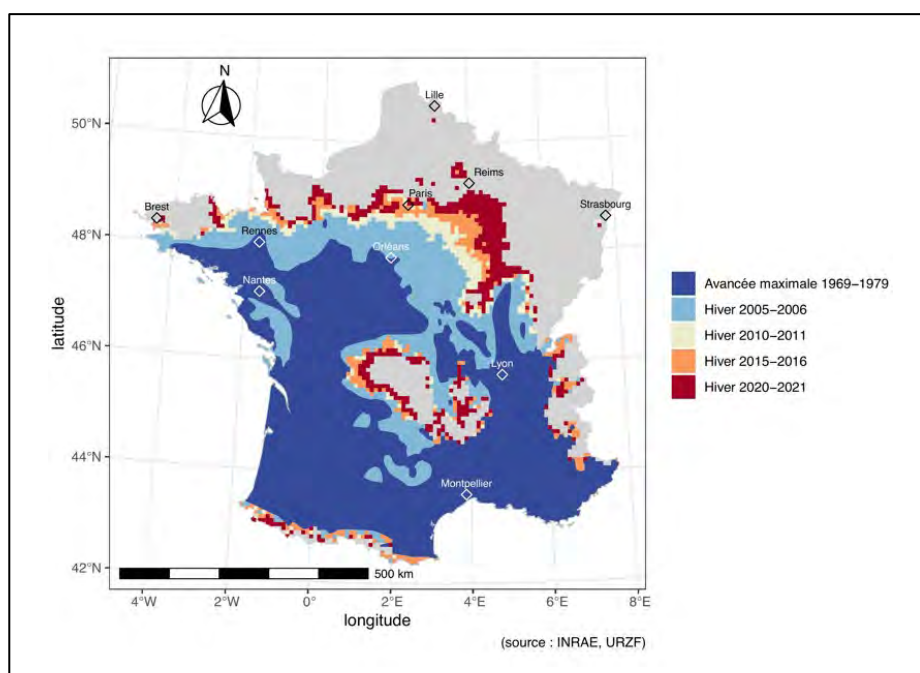 N
Lille
50°N
Reims
Paris
Brest
Strasbourg
48°N
Rennes
Orléans
Nantes
latitude
46°N
Lyon
44°N
Montpellier
42°N
500 km
4°W
2°W
0°
2°E
4°E
6°E
8°E
longitude
Avancée maximale 1969−1979
Hiver 2005−2006
Hiver 2010−2011
Hiver 2015−2016
Hiver 2020−2021
(source : INRAE, URZF)